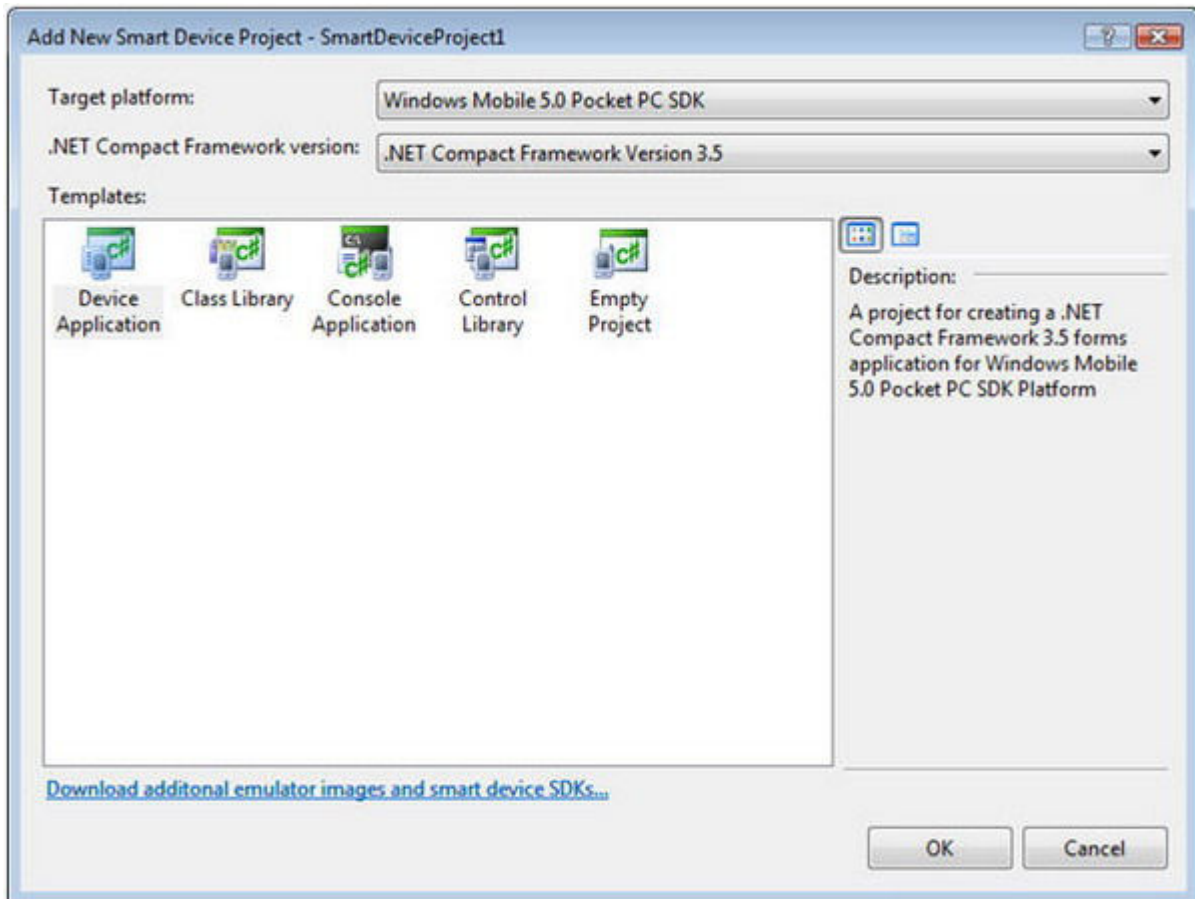 Add New Smart Device Project - SmartDeviceProject1
Target platform:
Windows Mobile 5.0 Pocket PC SDK
.NET Compact Framework version:
.NET Compact Framework Version 3.5
Templates:
Device
Application
Class Library
Console
Application
Control
Library
Empty
Project
Description:
A project for creating a .NET
Compact Framework 3.5 forms
application for Windows Mobile
5.0 Pocket PC SDK Platform
Download additonal emulator images and smart device SDKs...
OK
Cancel